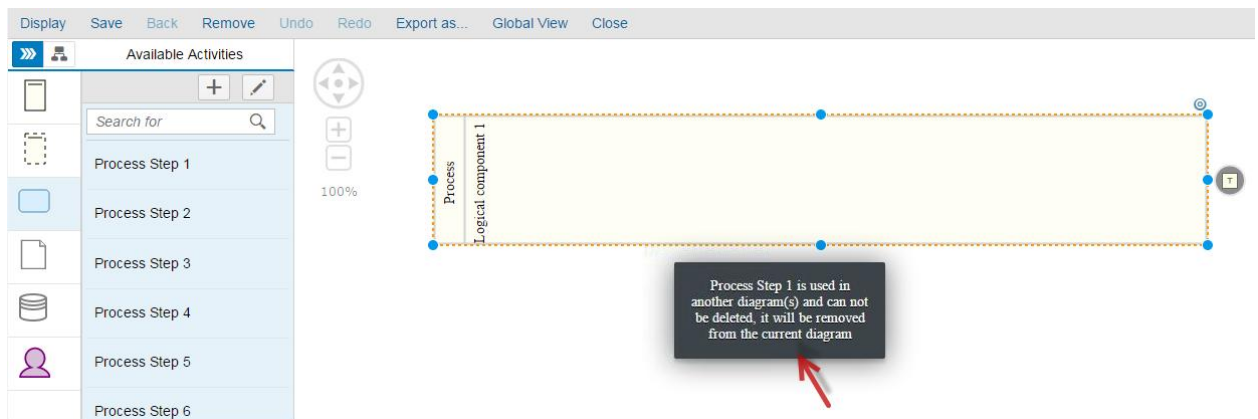 Display Save Back Remove Undo Redo Export as... Global View Close
Available Activities
Search for
Process Step 1
Process Step 2
Process Step 3
Process Step 4
Process Step 5
Process Step 6
100%
Process
Logical component 1
T
Process Step 1 is used in
another diagram(s) and can not
be deleted, it will be removed
from the current diagram